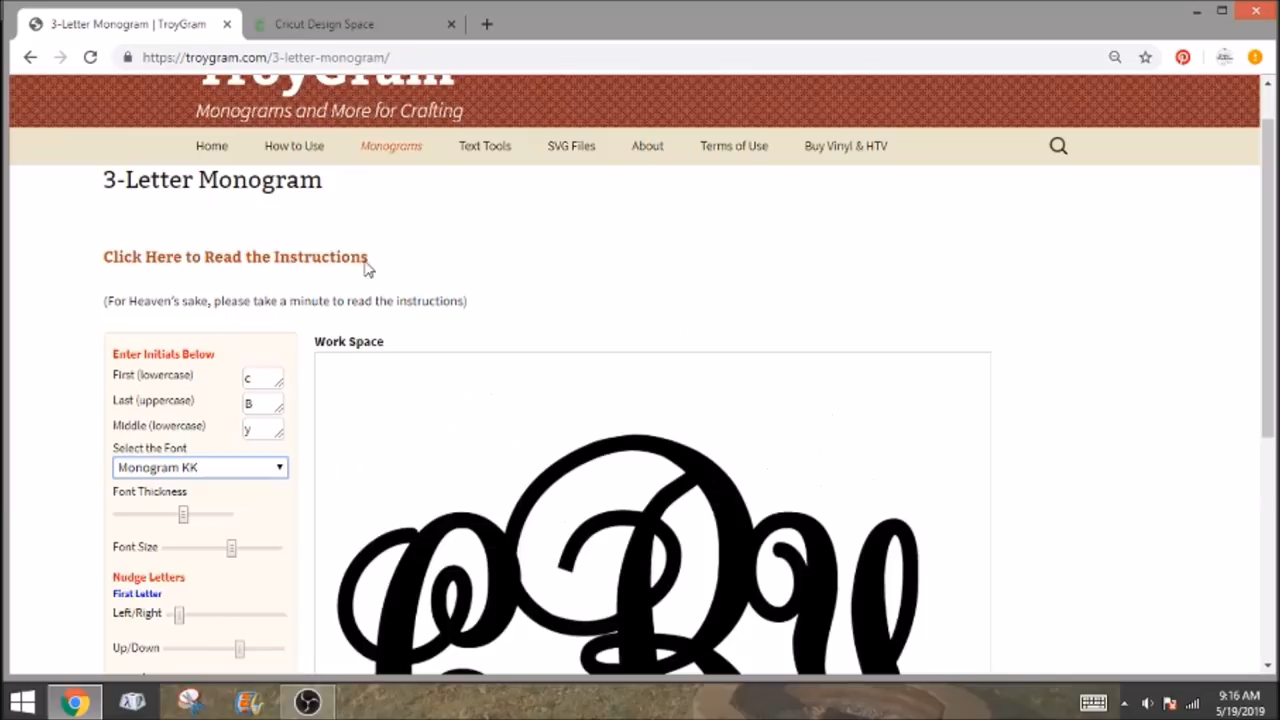 3-Letter Monogram | TroyGram
Cricut Design Space
https://troygram.com/3-letter-monogram/
TroyGram
Monograms and More for Crafting
Home How to Use Monograms Text Tools SVG Files About Terms of Use Buy Vinyl & HTV
3-Letter Monogram
Click Here to Read the Instructions
(For Heaven's sake, please take a minute to read the instructions)
Enter Initials Below
First (lowercase) c
Last (uppercase) B
Middle (lowercase) y
Select the Font
Monogram KK
Font Thickness
Font Size
Nudge Letters
First Letter
Left/Right
Up/Down
Work Space
cBy
9:16 AM
5/19/2019